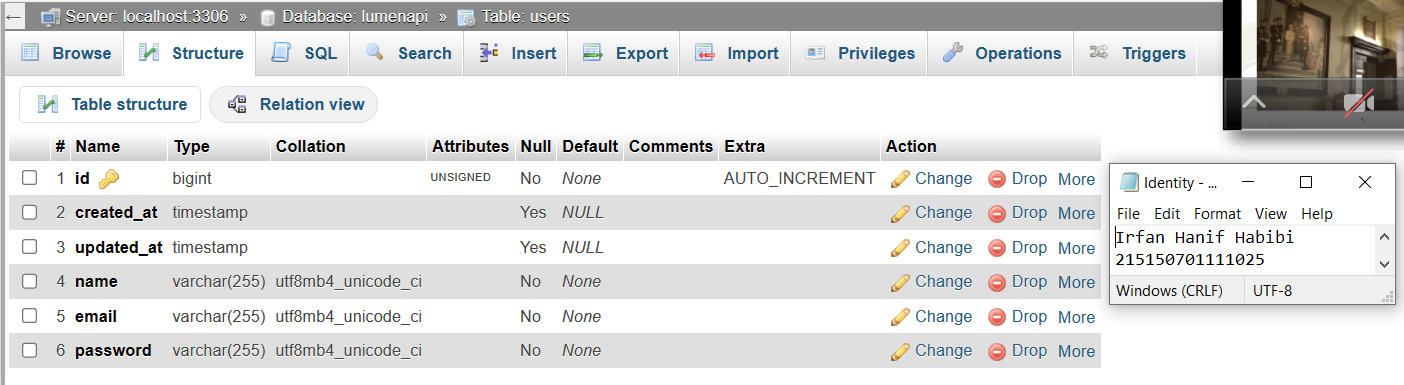 Server: localhost:3306 » Database: lumenapi » Table: users
Browse Structure SQL Search Insert Export Import Privileges Operations Triggers
Table structure Relation view
# Name Type Collation Attributes Null Default Comments Extra Action
1 id bigint UNSIGNED No None AUTO_INCREMENT Change Drop More
2 created_at timestamp Yes NULL Change Drop More
3 updated_at timestamp Yes NULL Change Drop More
4 name varchar(255) utf8mb4_unicode_ci No None Change Drop More
5 email varchar(255) utf8mb4_unicode_ci No None Change Drop More
6 password varchar(255) utf8mb4_unicode_ci No None Change Drop More
Identity - ...
File Edit Format View Help
Irfan Hanif Habibi
215150701111025
Windows (CRLF) UTF-8